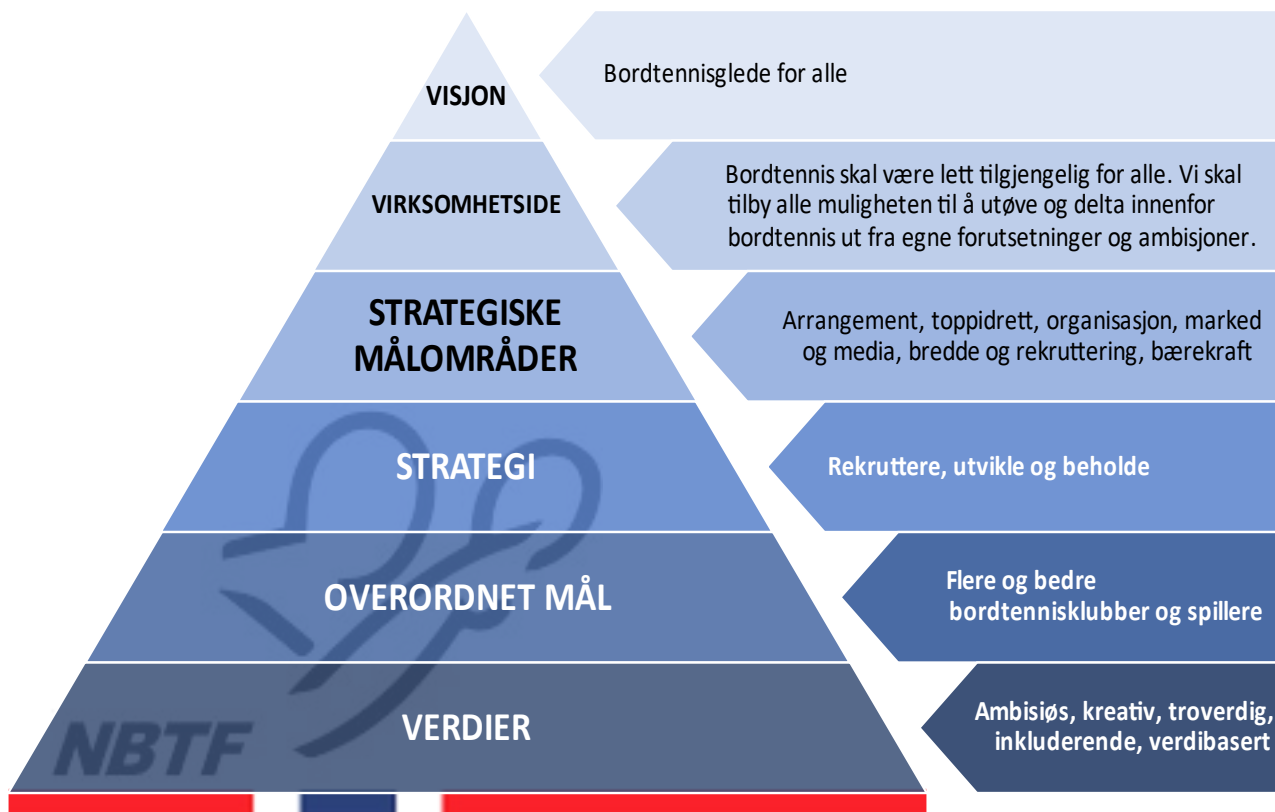 VISJON
Bordtennisglede for alle
VIRKSOMHETSIDE
Bordtennis skal være lett tilgjengelig for alle. Vi skal
tilby alle muligheten til å utøve og delta innenfor
bordtennis ut fra egne forutsetninger og ambisjoner.
STRATEGISKE
MÅLOMRÅDER
Arrangement, toppidrett, organisasjon, marked
og media, bredde og rekruttering, bærekraft
STRATEGI
Rekruttere, utvikle og beholde
OVERORDNET MÅL
Flere og bedre
bordtennisklubber og spillere
VERDIER
Ambisiøs, kreativ, troverdig,
inkluderende, verdibasert
NBTF